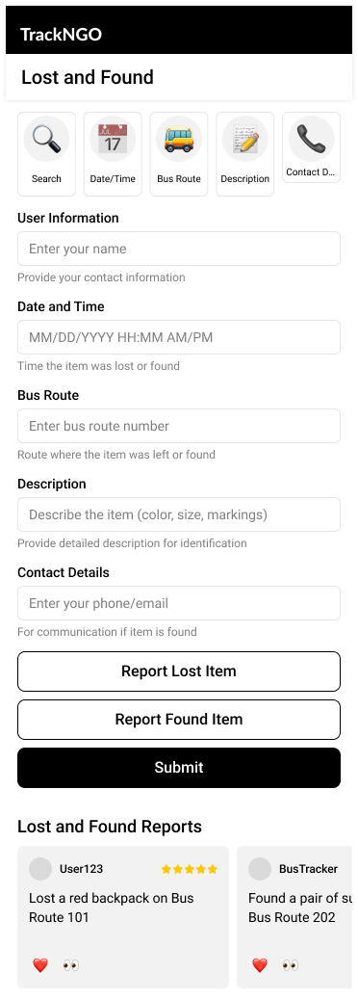 TrackNGO
Lost and Found
JUL
17
Search
Date/Time
Bus Route
Description
Contact D...
User Information
Enter your name
Provide your contact information
Date and Time
MM/DD/YYYY HH:MM AM/PM
Time the item was lost or found
Bus Route
Enter bus route number
Route where the item was left or found
Description
Describe the item (color, size, markings)
Provide detailed description for identification
Contact Details
Enter your phone/email
For communication if item is found
Report Lost Item
Report Found Item
Submit
Lost and Found Reports
User123
Lost a red backpack on Bus
Route 101
BusTracker
Found a pair of su
Bus Route 202